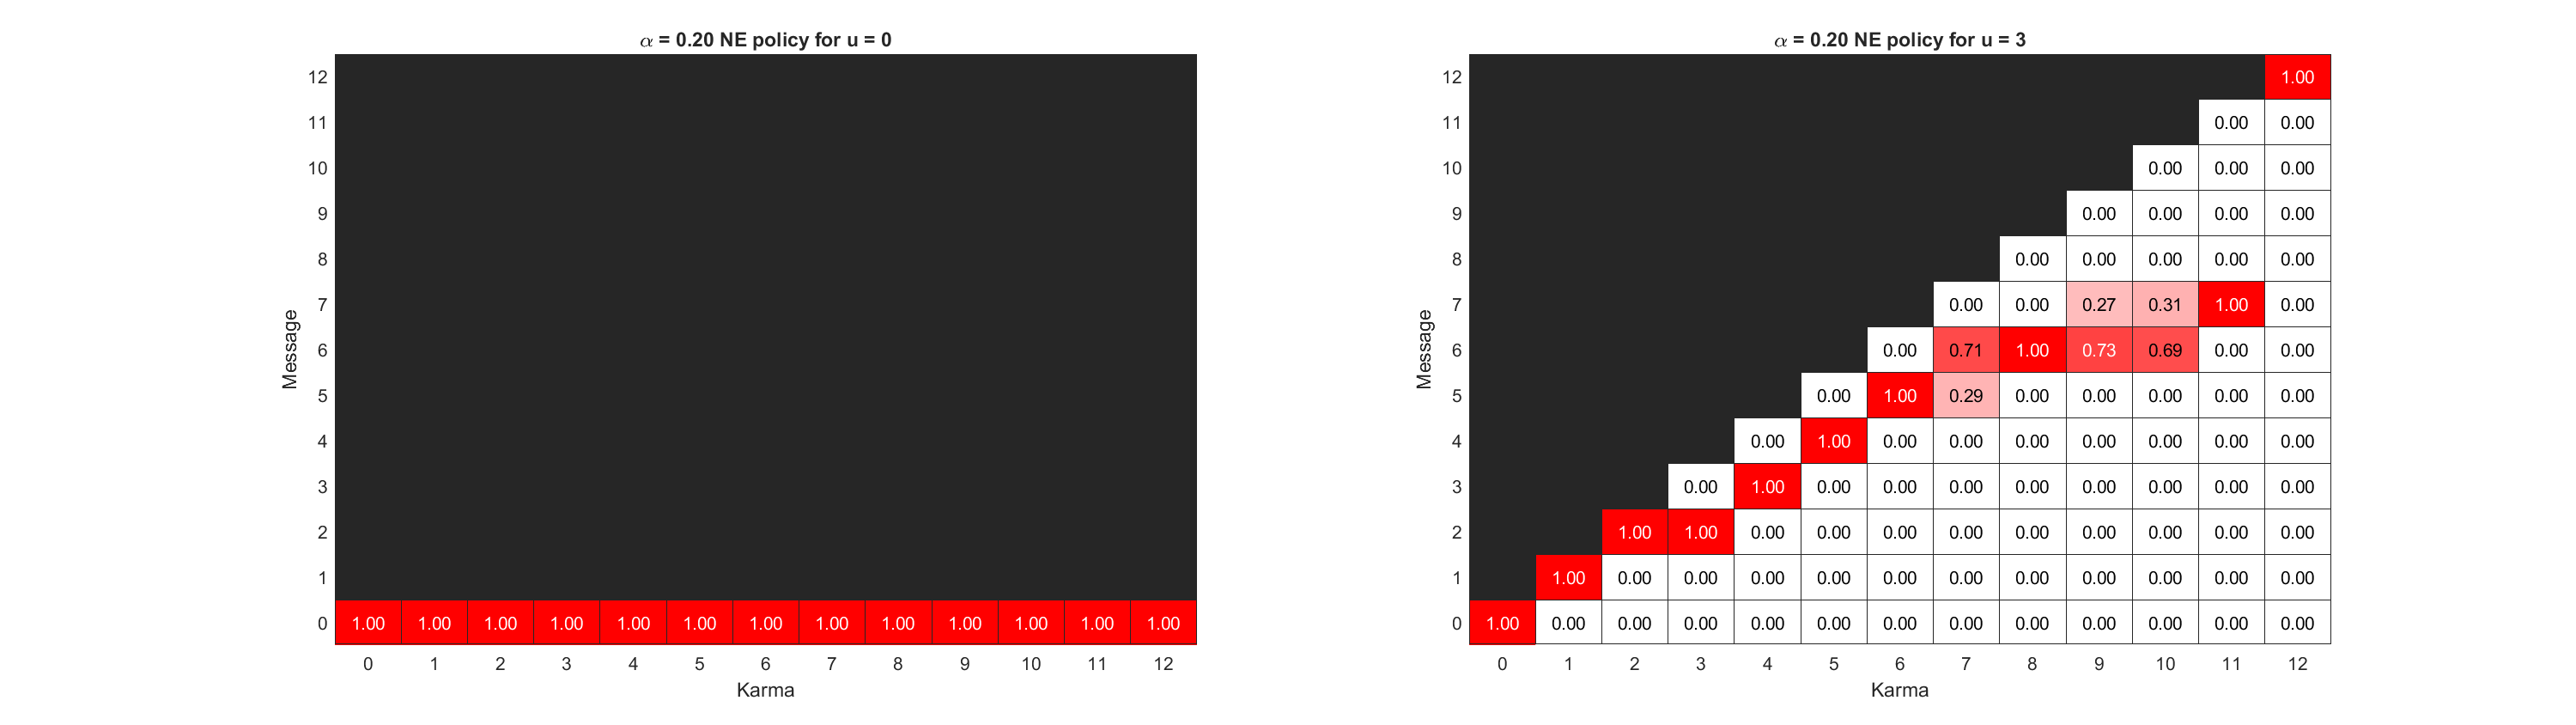 α = 0.20 NE policy for u = 0
12
11
10
9
8
7
6
5
4
3
2
1
0
Message
1.00 1.00 1.00 1.00 1.00 1.00 1.00 1.00 1.00 1.00 1.00 1.00 1.00
0 1 2 3 4 5 6 7 8 9 10 11 12
Karma
α = 0.20 NE policy for u = 3
Message
12 1.00
11 0.00 0.00
10 0.00 0.00 0.00
9 0.00 0.00 0.00 0.00
8 0.00 0.00 0.00 0.00 0.00
7 0.00 0.00 0.27 0.31 1.00 0.00
6 0.00 0.71 1.00 0.73 0.69 0.00 0.00
5 0.00 1.00 0.29 0.00 0.00 0.00 0.00 0.00
4 0.00 1.00 0.00 0.00 0.00 0.00 0.00 0.00 0.00
3 0.00 1.00 0.00 0.00 0.00 0.00 0.00 0.00 0.00 0.00
2 1.00 1.00 0.00 0.00 0.00 0.00 0.00 0.00 0.00 0.00 0.00
1 1.00 0.00 0.00 0.00 0.00 0.00 0.00 0.00 0.00 0.00 0.00 0.00
0 1.00 0.00 0.00 0.00 0.00 0.00 0.00 0.00 0.00 0.00 0.00 0.00 0.00
0 1 2 3 4 5 6 7 8 9 10 11 12
Karma